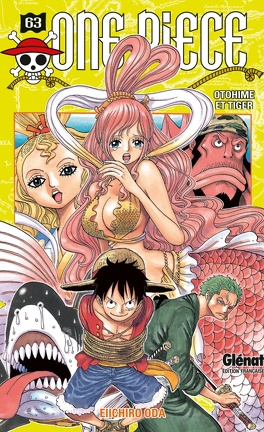 63
ONE PIECE
OTOHIME
ET TIGER
Glénat
ÉDITION FRANÇAISE
EIICHIRO ODA